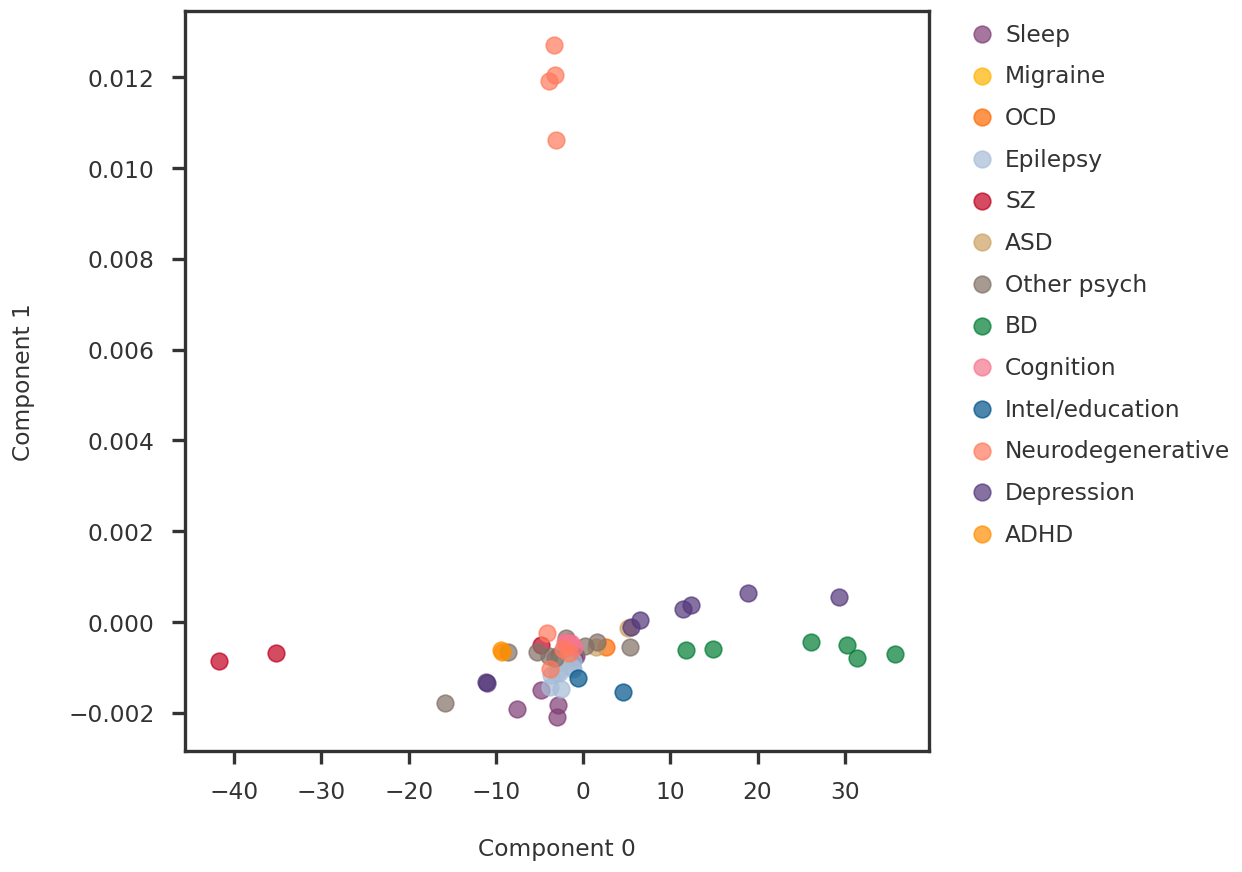 0.012
0.010
0.008
0.006
0.004
0.002
0.000
−0.002
Component 1
−40
−30
−20
−10
0
10
20
30
Component 0
Sleep
Migraine
OCD
Epilepsy
SZ
ASD
Other psych
BD
Cognition
Intel/education
Neurodegenerative
Depression
ADHD